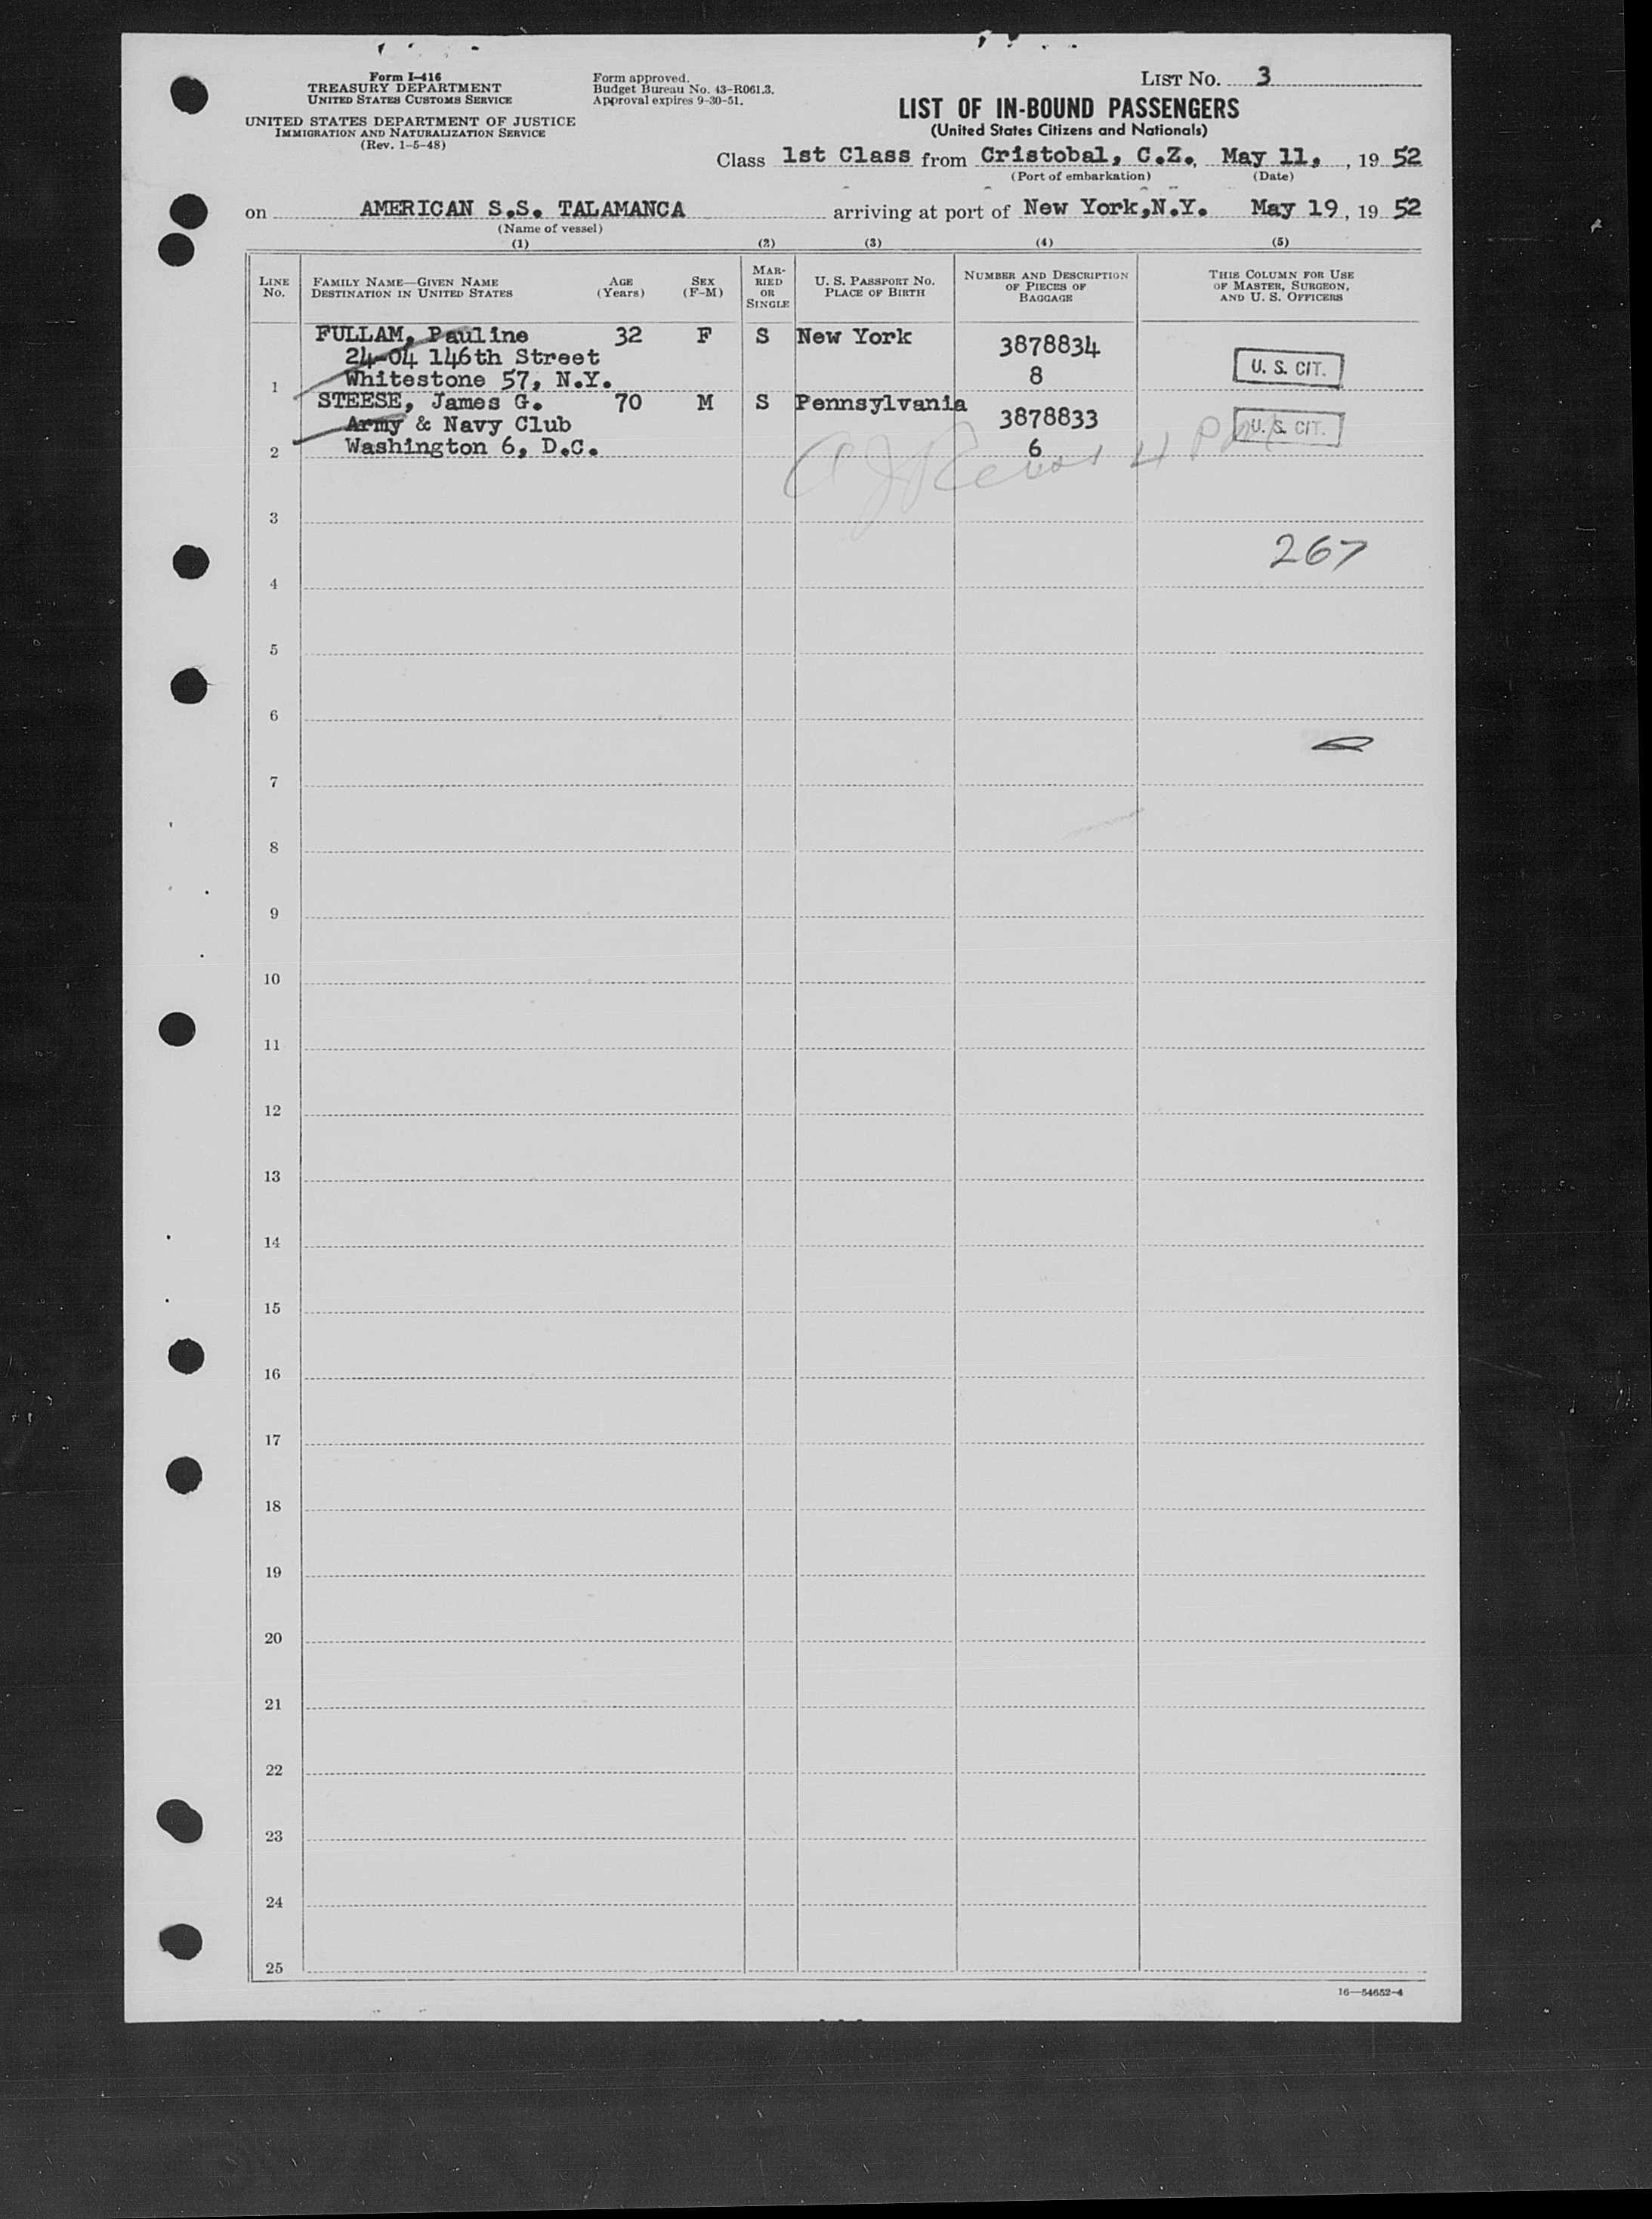 Form I-416
TREASURY DEPARTMENT
UNITED STATES CUSTOMS SERVICE
UNITED STATES DEPARTMENT OF JUSTICE
IMMIGRATION AND NATURALIZATION SERVICE
(Rev. 1-5-48)
Form approved.
Budget Bureau No. 43-R061.3.
Approval expires 9-30-51.
LIST NO. 3
LIST OF IN-BOUND PASSENGERS
(United States Citizens and Nationals)
Class 1st Class from Cristobal, C.Z., May 11, , 19 52
(Port of embarkation) (Date)
on AMERICAN S.S. TALAMANCA arriving at port of New York,N.Y. May 19, 19 52
(Name of vessel)
(1) (2) (3) (4) (5)
LINE NO. FAMILY NAME—GIVEN NAME DESTINATION IN UNITED STATES AGE (Years) SEX (F-M) MARRIED OR SINGLE U. S. PASSPORT NO. PLACE OF BIRTH NUMBER AND DESCRIPTION OF PIECES OF BAGGAGE THIS COLUMN FOR USE OF MASTER, SURGEON, AND U. S. OFFICERS
FULLAM, Pauline 32 F S New York 3878834
24-04 146th Street U. S. CIT.
1 Whitestone 57, N.Y. 8
STEESE, James G. 70 M S Pennsylvania 3878833
Army & Navy Club U. S. CIT.
2 Washington 6, D.C. 6
3
267
4
5
6
7
8
9
10
11
12
13
14
15
16
17
18
19
20
21
22
23
24
25
16—54652-4